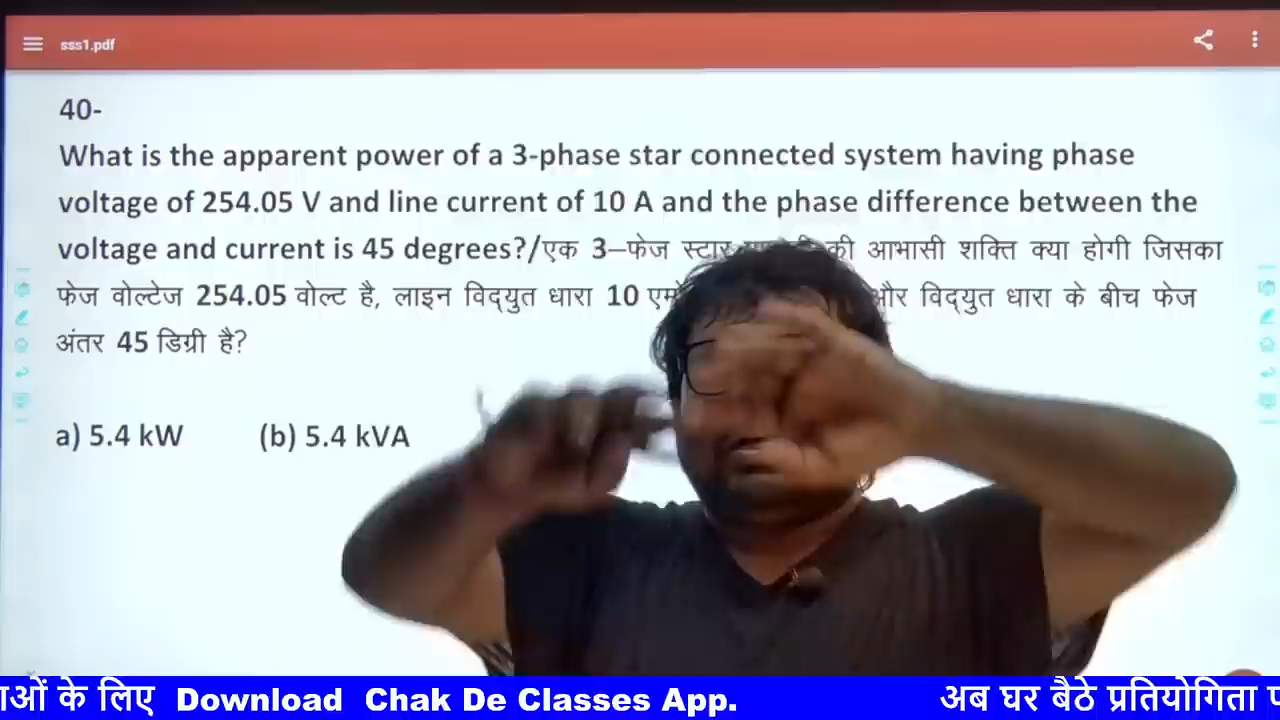 sss1.pdf
40-
What is the apparent power of a 3-phase star connected system having phase
voltage of 254.05 V and line current of 10 A and the phase difference between the
voltage and current is 45 degrees?/एक 3–फेज स्टार की आभासी शक्ति क्या होगी जिसका
फेज वोल्टेज 254.05 वोल्ट है, लाइन विद्युत धारा 10 और विद्युत धारा के बीच फेज
अंतर 45 डिग्री है?
a) 5.4 kW (b) 5.4 kVA
के लिए Download Chak De Classes App. अब घर बैठे प्रतियोगिता